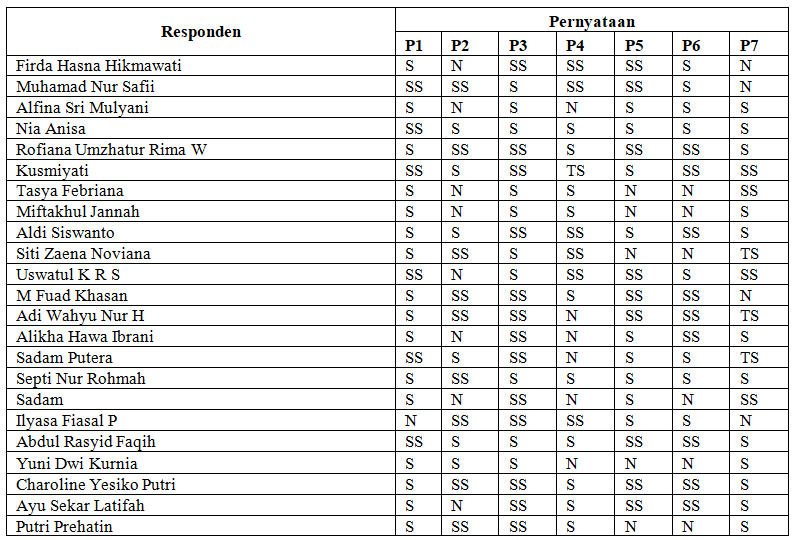 Responden Pernyataan
P1 P2 P3 P4 P5 P6 P7
Firda Hasna Hikmawati S N SS SS SS S N
Muhamad Nur Safii SS SS S SS SS S N
Alfina Sri Mulyani S N S N S S S
Nia Anisa SS S S S S S S
Rofiana Umzhatur Rima W S SS SS S SS SS S
Kusmiyati SS S SS TS S SS SS
Tasya Febriana S N S S N N SS
Miftakhul Jannah S N S S N N S
Aldi Siswanto S S SS SS S SS S
Siti Zaena Noviana S SS S SS N N TS
Uswatul K R S SS N S SS SS S SS
M Fuad Khasan S SS SS S SS SS N
Adi Wahyu Nur H S SS SS N SS SS TS
Alikha Hawa Ibrani S N SS N S SS S
Sadam Putera SS S SS N S S TS
Septi Nur Rohmah S SS S S S S S
Sadam S N SS N S N SS
Ilyasa Fiasal P N SS SS SS S S N
Abdul Rasyid Faqih SS S S S SS SS S
Yuni Dwi Kurnia S S S N N N S
Charoline Yesiko Putri S SS SS S SS SS S
Ayu Sekar Latifah S N SS S SS SS S
Putri Prehatin S SS SS S N N S